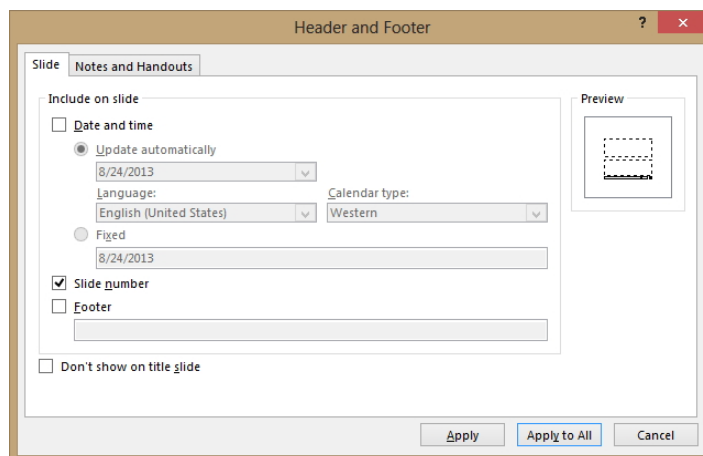 Header and Footer
?
Slide Notes and Handouts
Include on slide
Preview
Date and time
Update automatically
8/24/2013
Language: Calendar type:
English (United States) Western
Fixed
8/24/2013
Slide number
Footer
Don't show on title slide
Apply Apply to All Cancel